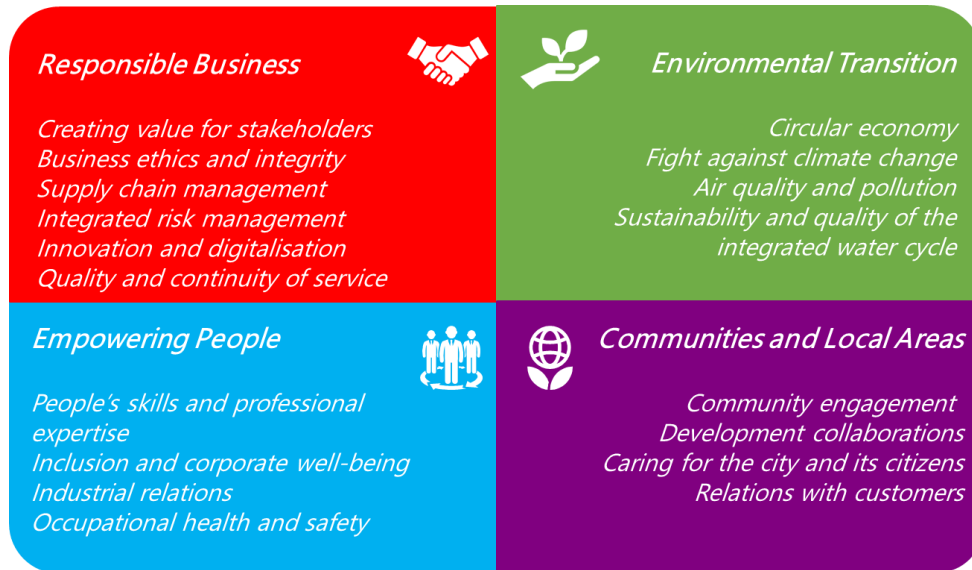 Responsible Business
Creating value for stakeholders
Business ethics and integrity
Supply chain management
Integrated risk management
Innovation and digitalisation
Quality and continuity of service
Environmental Transition
Circular economy
Fight against climate change
Air quality and pollution
Sustainability and quality of the
integrated water cycle
Empowering People
People's skills and professional
expertise
Inclusion and corporate well-being
Industrial relations
Occupational health and safety
Communities and Local Areas
Community engagement
Development collaborations
Caring for the city and its citizens
Relations with customers